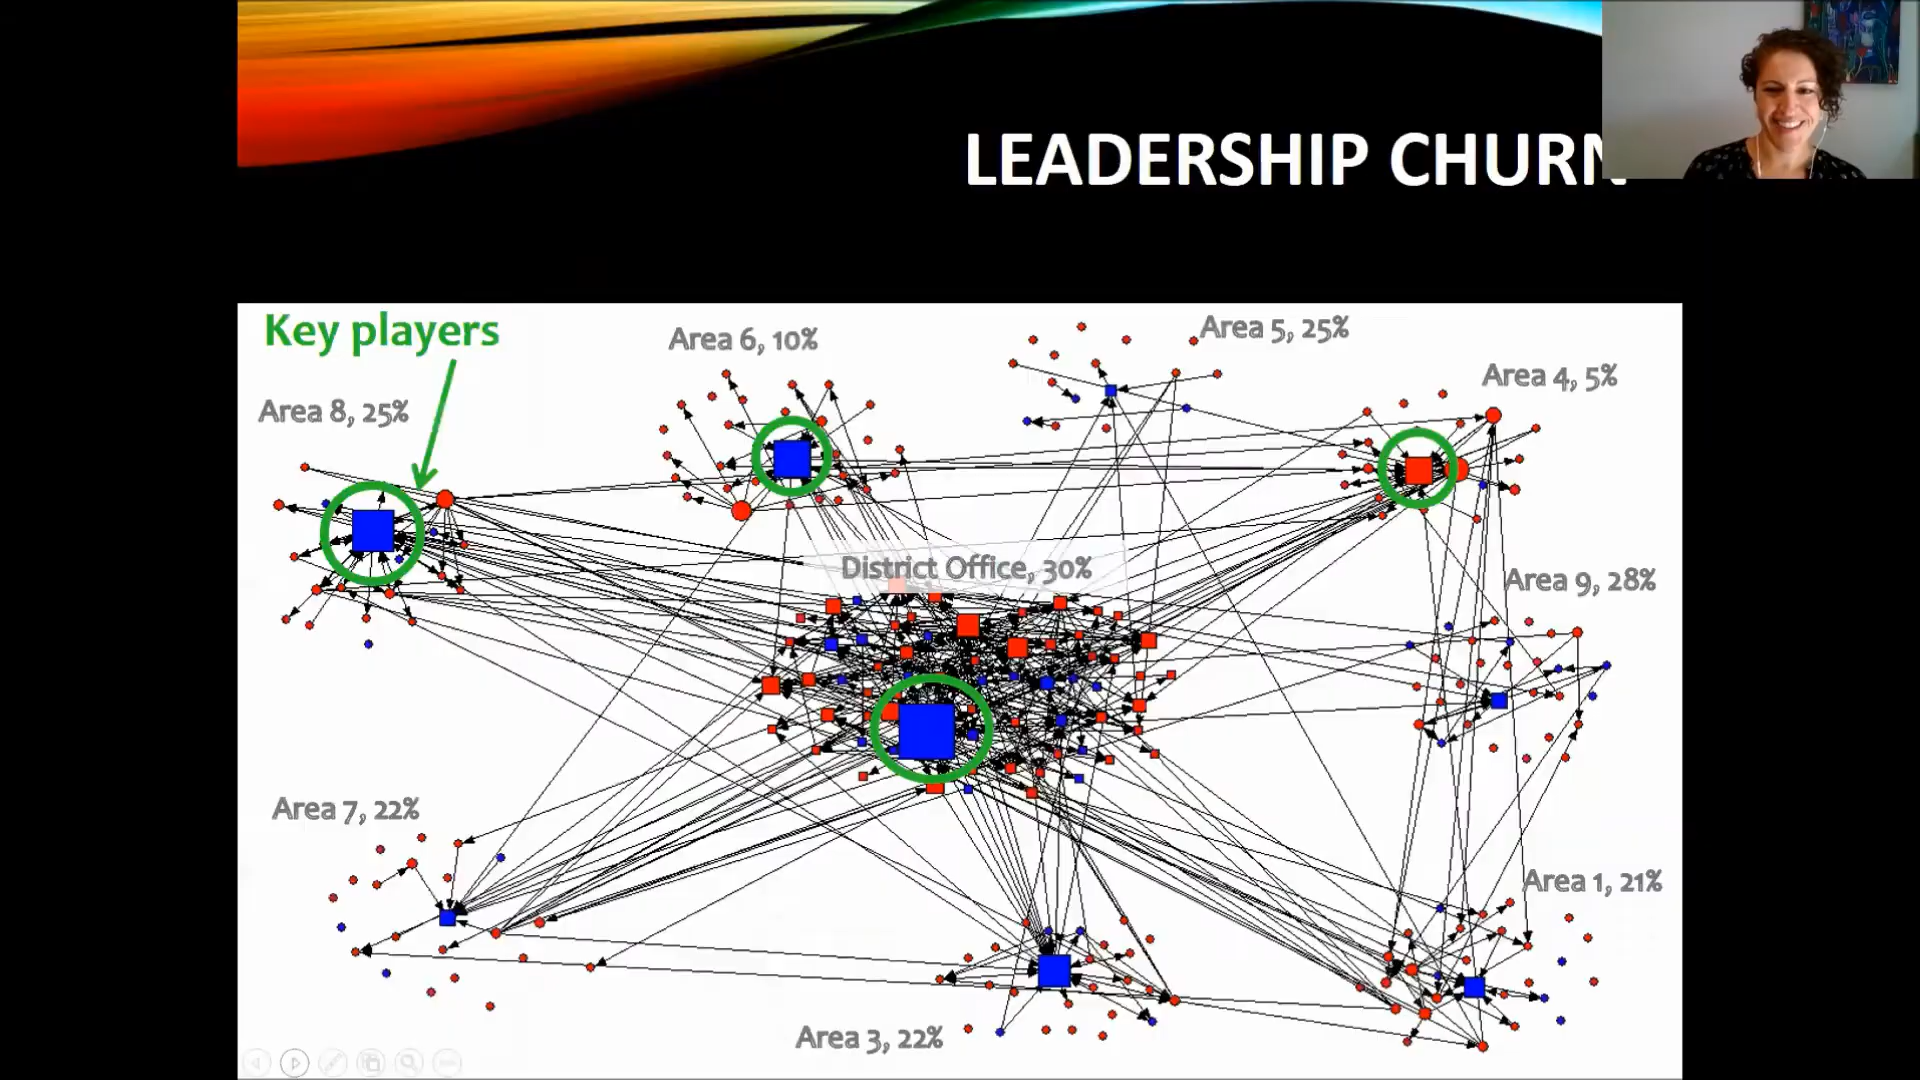 LEADERSHIP CHURN
Key players
Area 6, 10%
Area 5, 25%
Area 4, 5%
Area 8, 25%
District Office, 30%
Area 9, 28%
Area 7, 22%
Area 1, 21%
Area 3, 22%